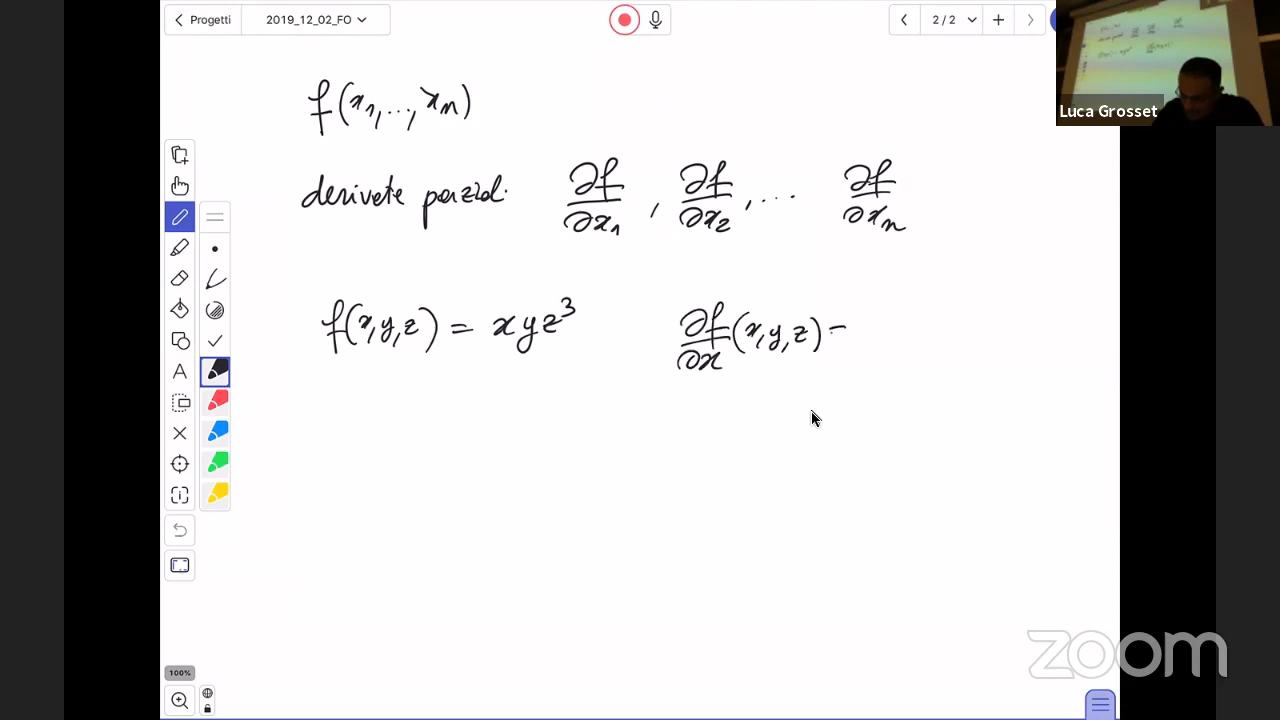 Progetti
2019_12_02_FO
2 / 2
Luca Grosset
f(x₁,...,xₙ)
derivate parziali ∂f/∂x₁ , ∂f/∂x₂ , ... ∂f/∂xₙ
f(x,y,z) = xyz³ ∂f/∂x (x,y,z) =
A
100%
zoom